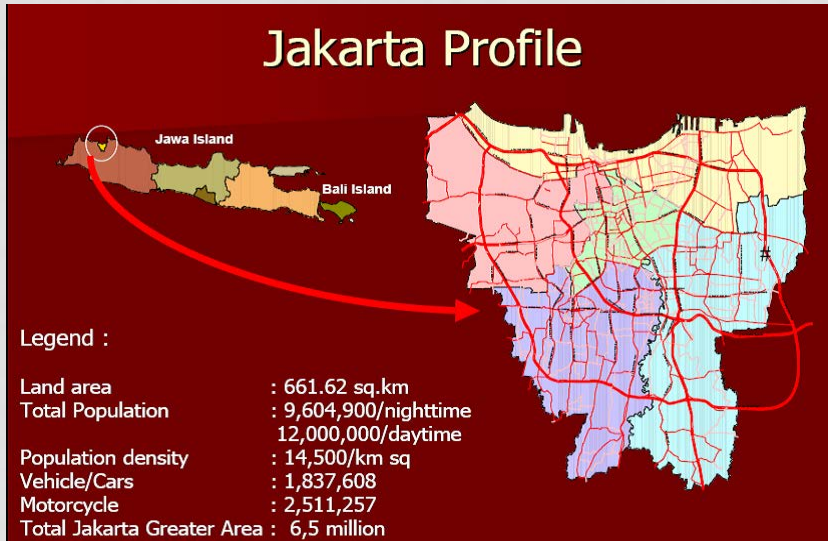 Jakarta Profile
Jawa Island
Bali Island
Legend :
Land area : 661.62 sq.km
Total Population : 9,604,900/nighttime
12,000,000/daytime
Population density : 14,500/km sq
Vehicle/Cars : 1,837,608
Motorcycle : 2,511,257
Total Jakarta Greater Area : 6,5 million